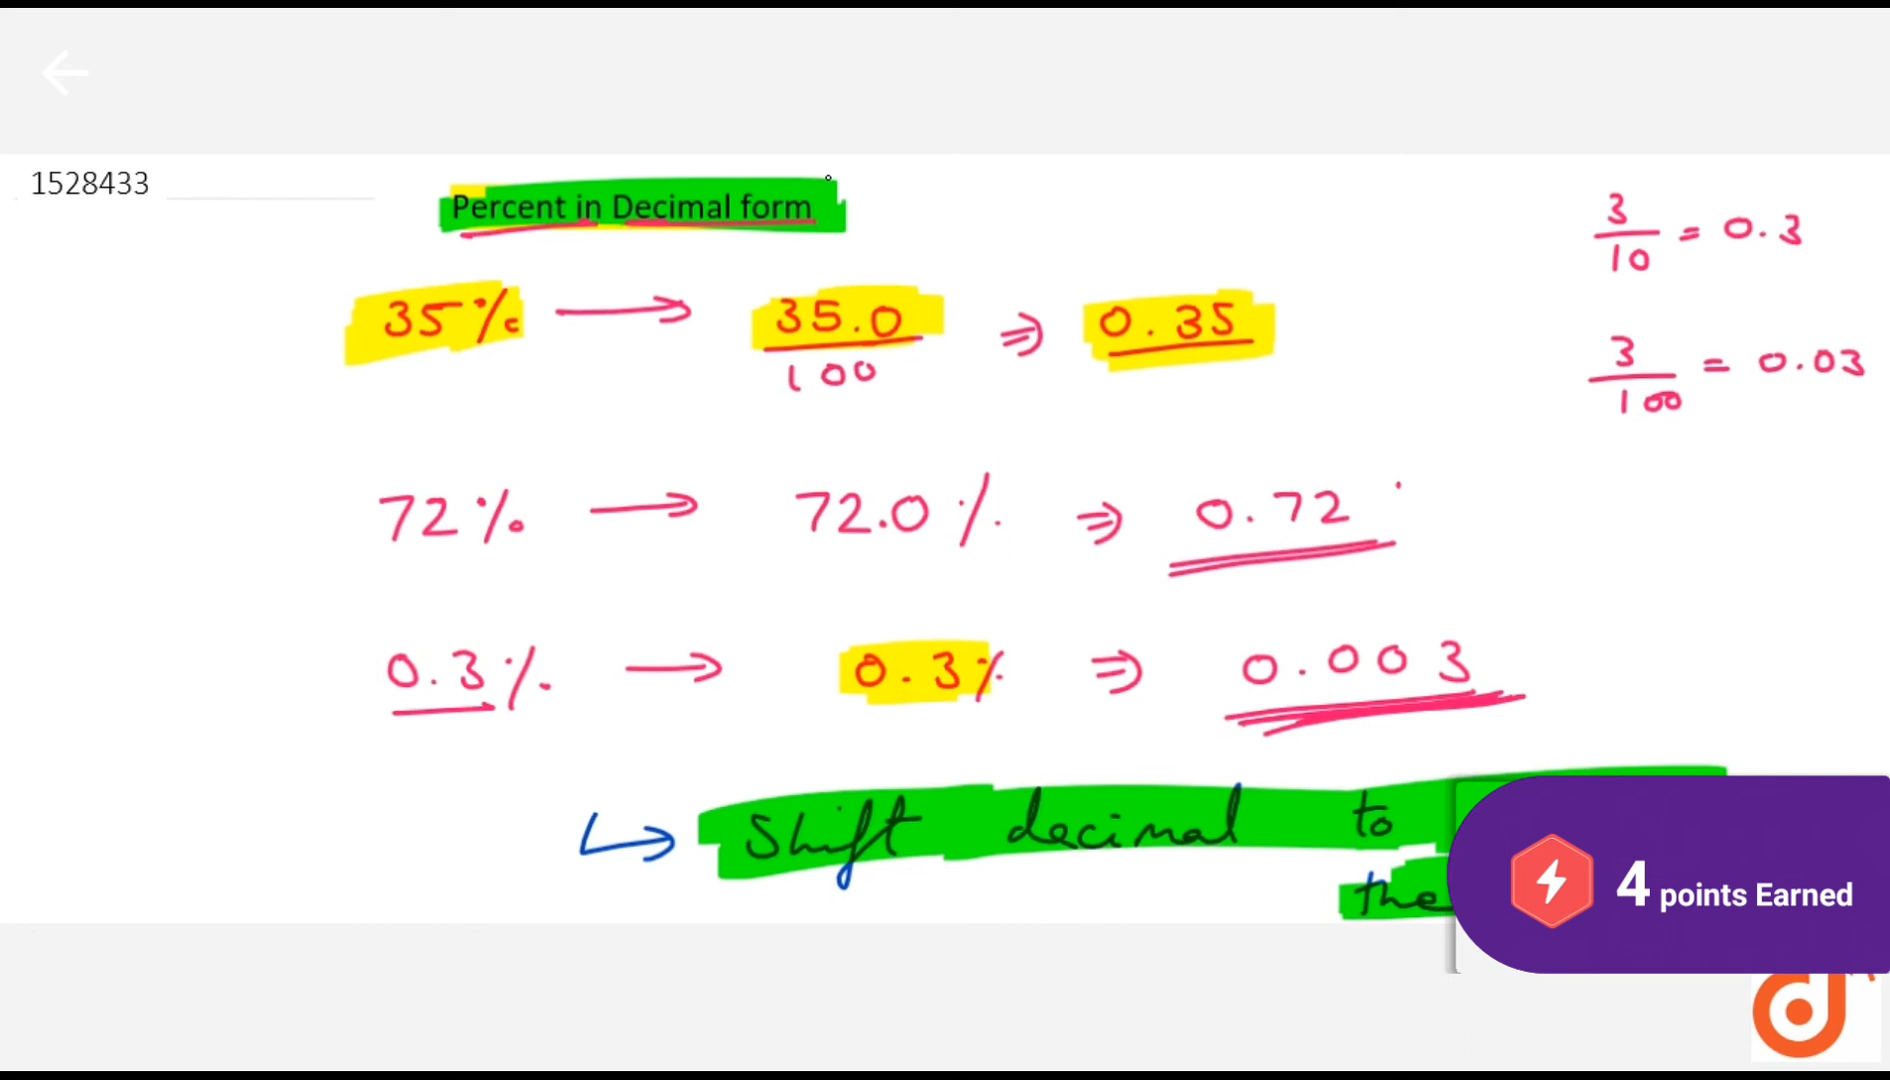 1528433
Percent in Decimal form
3/10 = 0.3
35% → 35.0/100 ⇒ 0.35
3/100 = 0.03
72% → 72.0% ⇒ 0.72
0.3% → 0.3% ⇒ 0.003
↳ Shift decimal to
the
4 points Earned